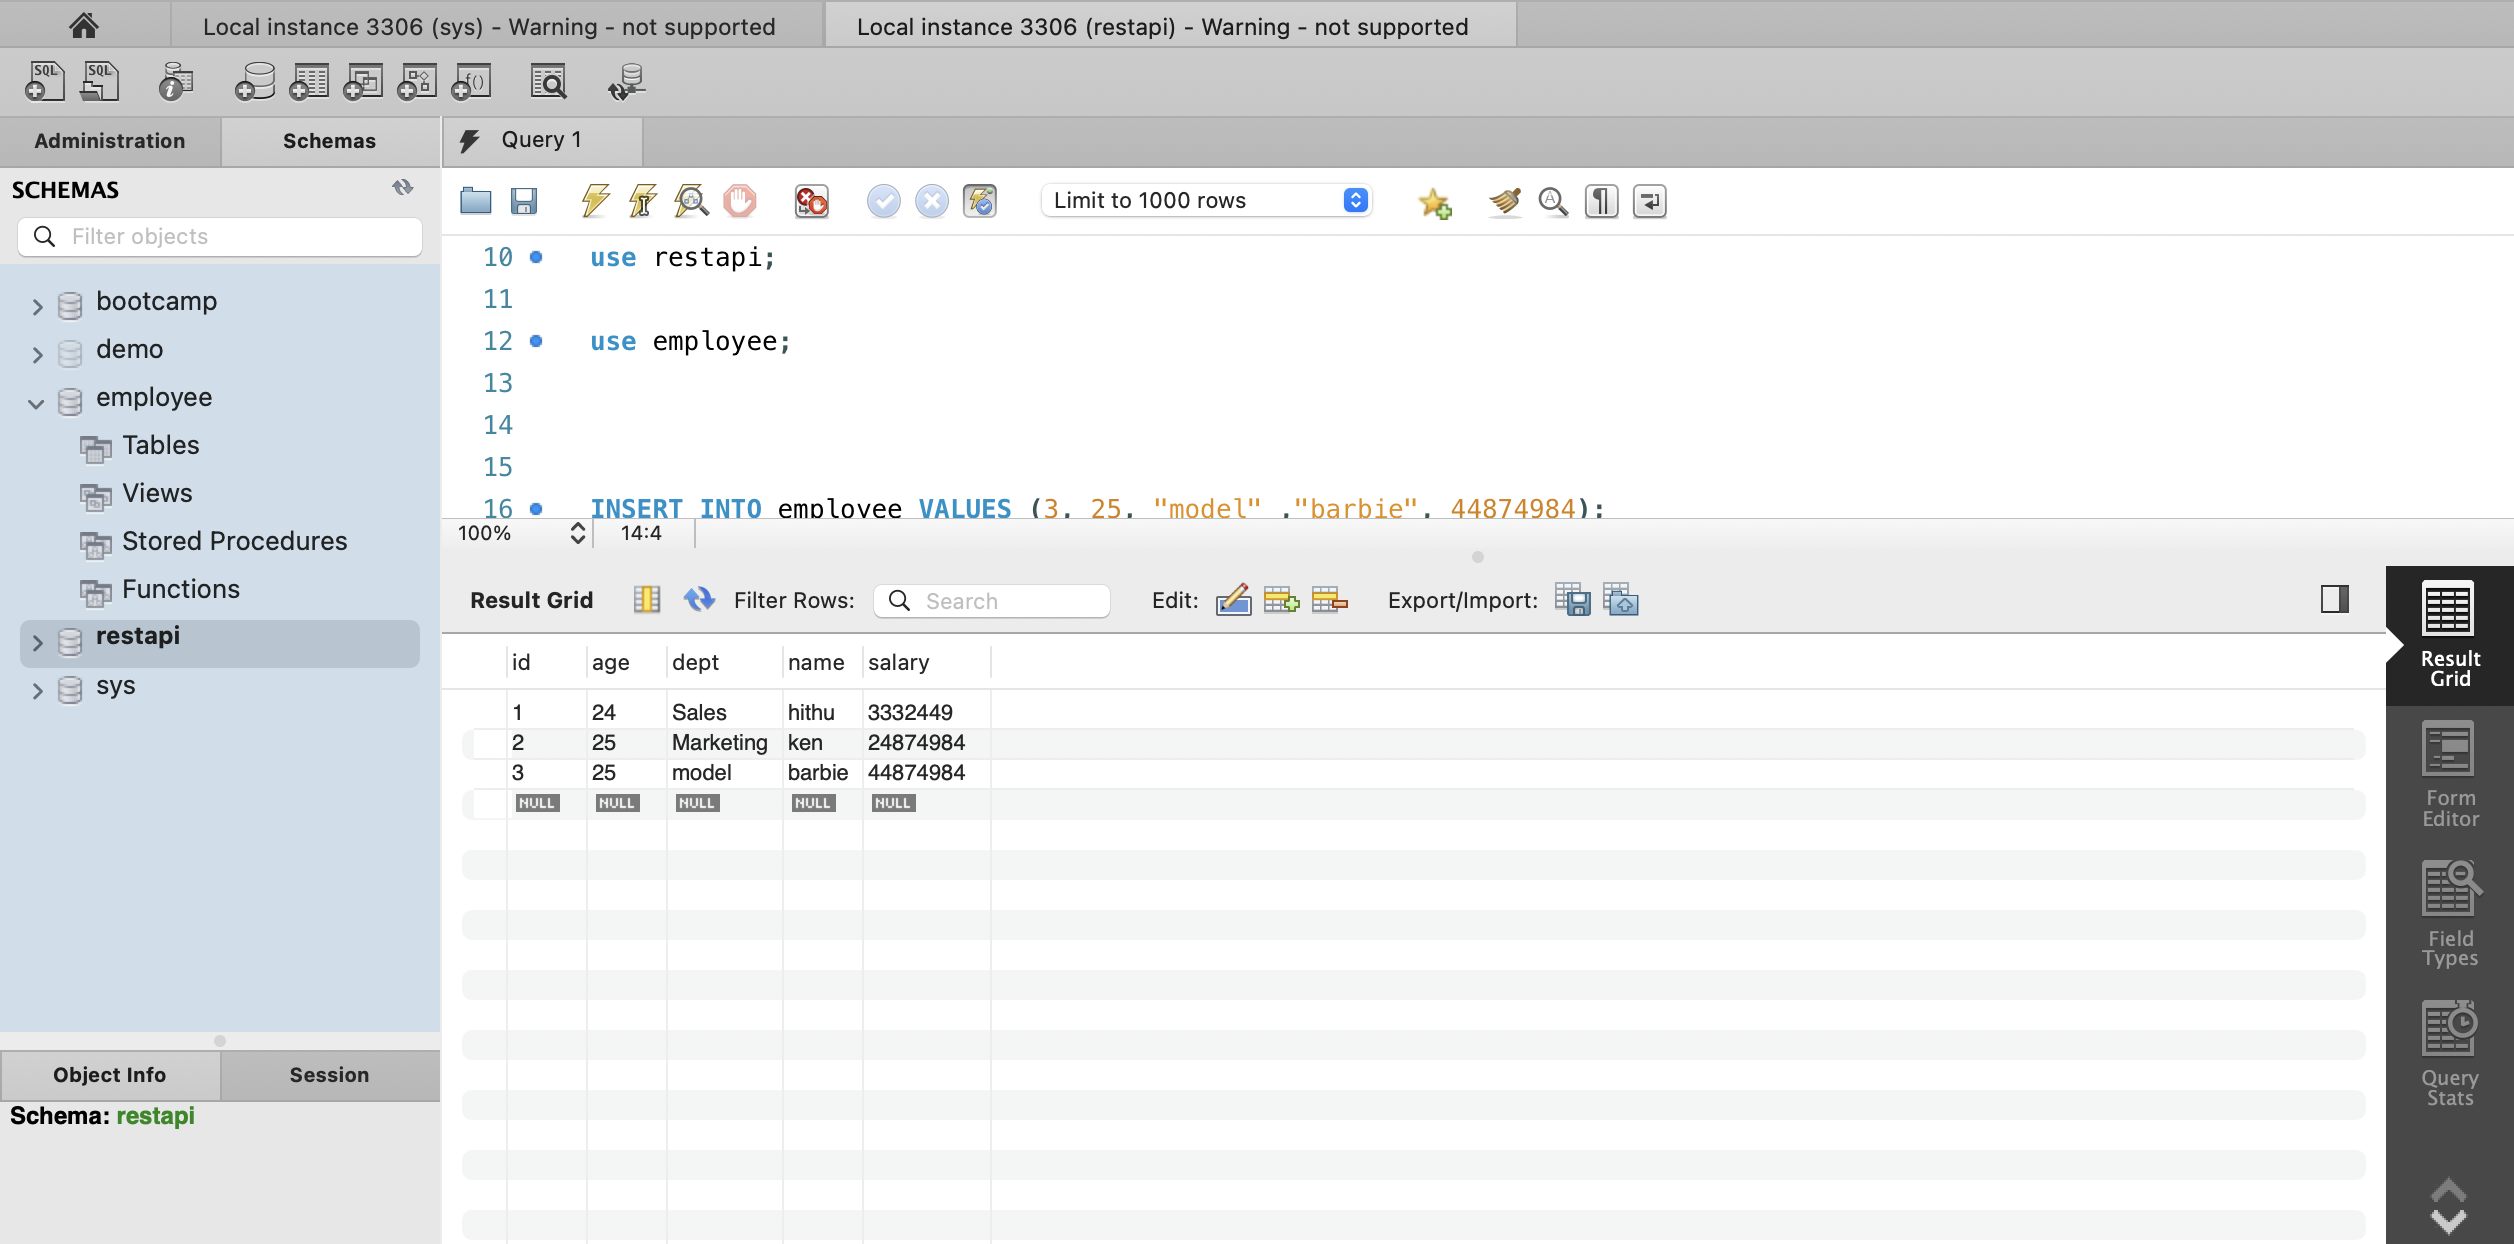 Local instance 3306 (sys) - Warning - not supported
Local instance 3306 (restapi) - Warning - not supported
SQL
SQL
f()
Administration
Schemas
Query 1
SCHEMAS
Filter objects
Limit to 1000 rows
bootcamp
demo
employee
Tables
Views
Stored Procedures
Functions
restapi
sys
10 use restapi;
11
12 use employee;
13
14
15
16 INSERT INTO employee VALUES (3, 25, "model" ,"barbie", 44874984);
100%
14:4
Result Grid
Filter Rows:
Search
Edit:
Export/Import:
id age dept name salary
1 24 Sales hithu 3332449
2 25 Marketing ken 24874984
3 25 model barbie 44874984
NULL NULL NULL NULL NULL
Result
Grid
Form
Editor
Field
Types
Query
Stats
Object Info
Session
Schema: restapi